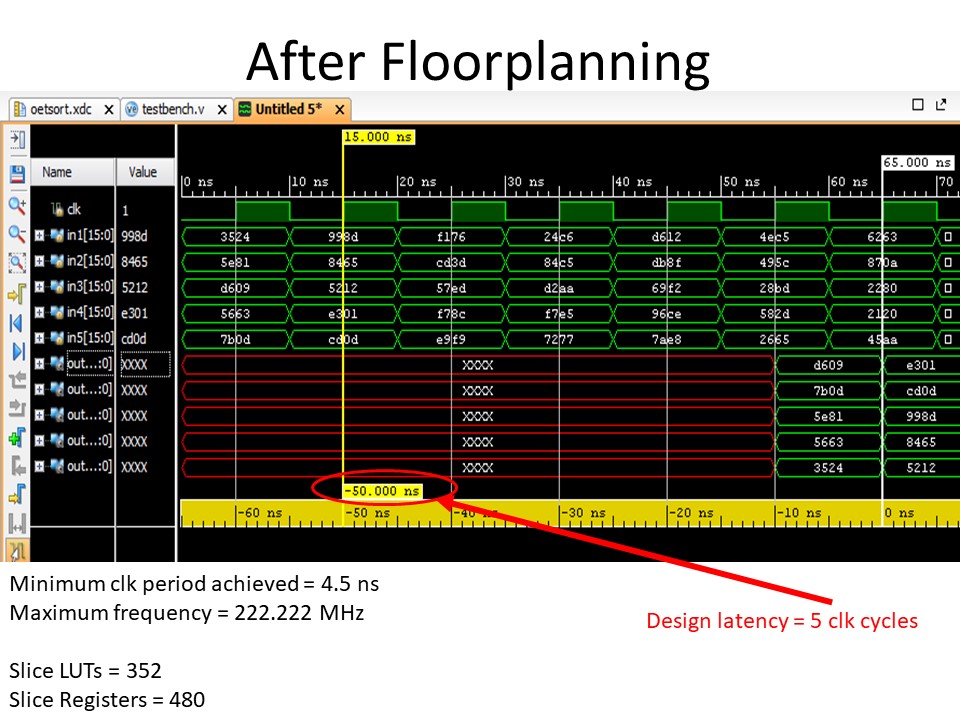 After Floorplanning
oetsort.xdc × testbench.v × Untitled 5* ×
15.000 ns
65.000 ns
Name Value
0 ns 10 ns 20 ns 30 ns 40 ns 50 ns 60 ns 70
clk 1
in1[15:0] 998d 3524 998d f176 24c6 d612 4ec5 6263
in2[15:0] 8465 5e81 8465 cd3d 84c5 db8f 495c 870a
in3[15:0] 5212 d609 5212 57ed d2aa 69f2 28bd 2280
in4[15:0] e301 5663 e301 f78c f7e5 96ce 582d 2120
in5[15:0] cd0d 7b0d cd0d e9f9 7277 7ae8 2665 45aa
out...:0] XXXX XXXX d609 e301
out...:0] XXXX XXXX 7b0d cd0d
out...:0] XXXX XXXX 5e81 998d
out...:0] XXXX XXXX 5663 8465
out...:0] XXXX XXXX 3524 5212
-50.000 ns
-60 ns -50 ns -40 ns -30 ns -20 ns -10 ns 0 ns
Minimum clk period achieved = 4.5 ns
Maximum frequency = 222.222 MHz
Design latency = 5 clk cycles
Slice LUTs = 352
Slice Registers = 480